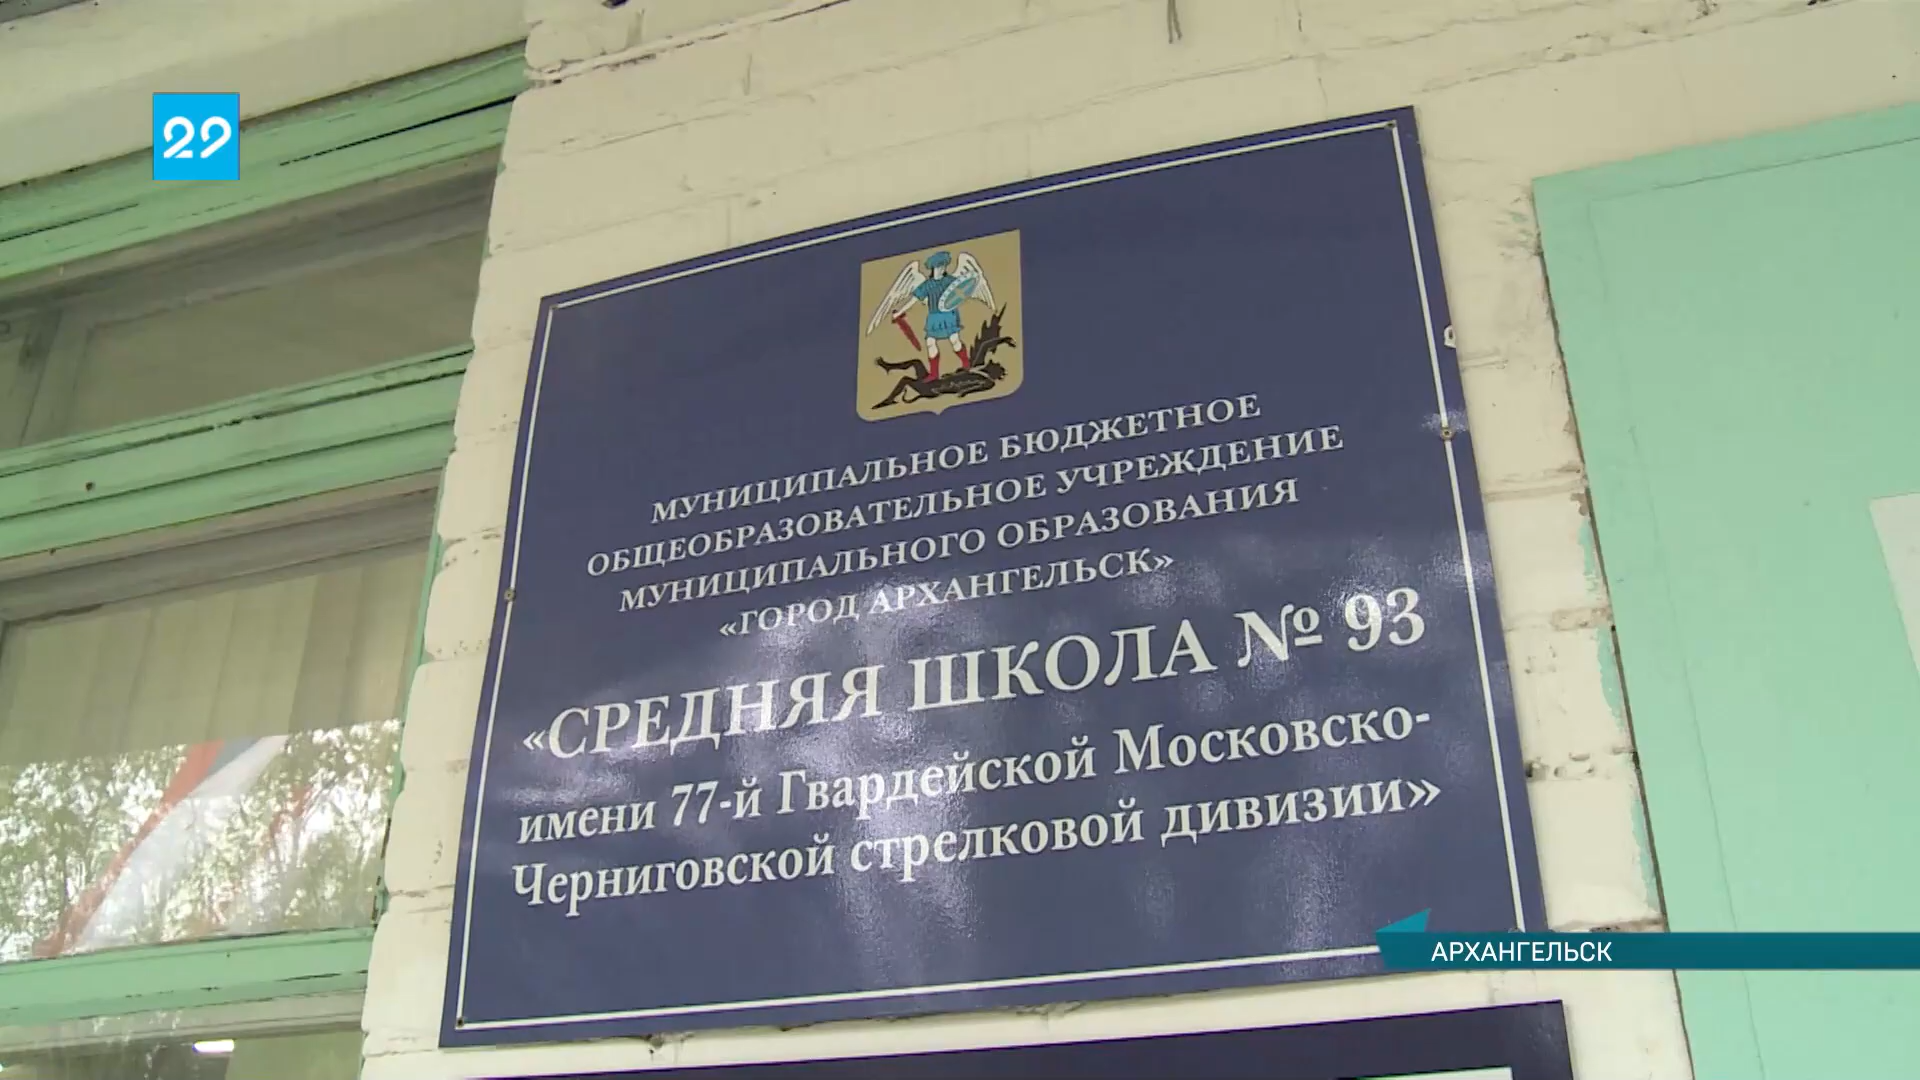 29
МУНИЦИПАЛЬНОЕ БЮДЖЕТНОЕ
ОБЩЕОБРАЗОВАТЕЛЬНОЕ УЧРЕЖДЕНИЕ
МУНИЦИПАЛЬНОГО ОБРАЗОВАНИЯ
«ГОРОД АРХАНГЕЛЬСК»
«СРЕДНЯЯ ШКОЛА № 93
имени 77-й Гвардейской Московско-
Черниговской стрелковой дивизии»
АРХАНГЕЛЬСК